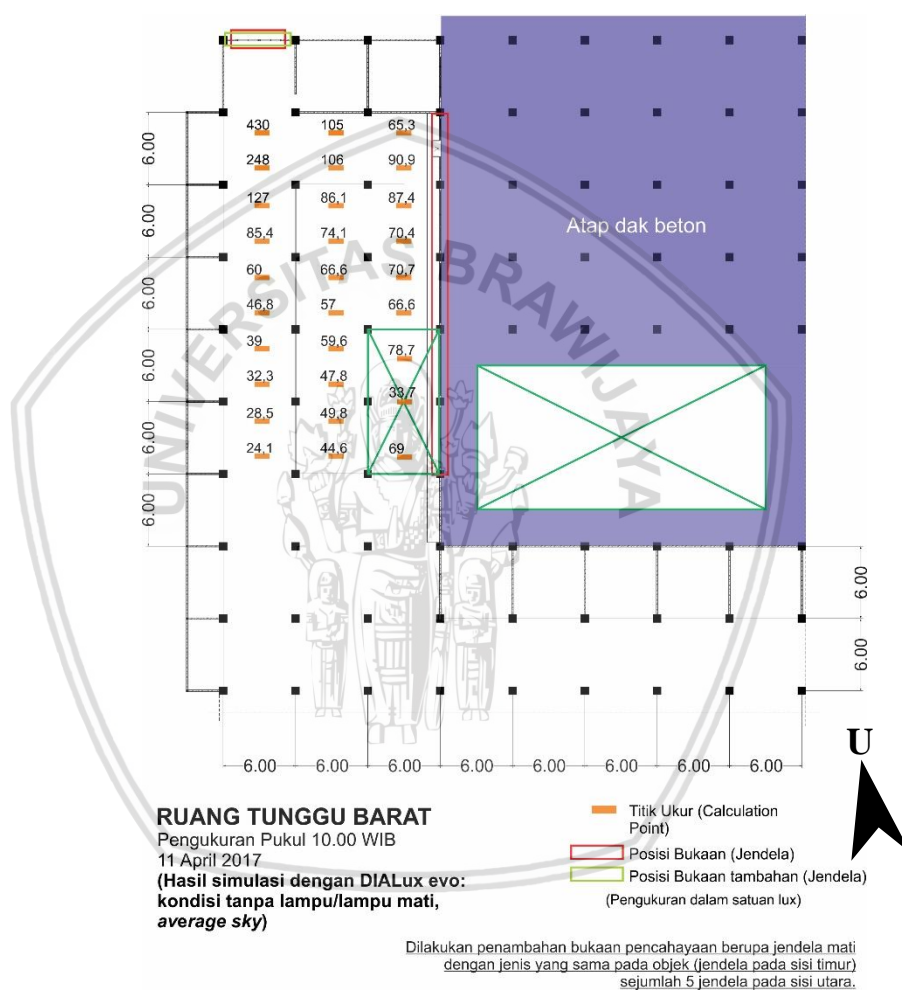 430 105 65,3
248 106 90,9
127 86,1 87,4
85,4 74,1 70,4
60 66,6 70,7
46,8 57 66,6
39 59,6 78,7
32,3 47,8 33,7
28,5 49,8
24,1 44,6 69
6.00
6.00
6.00
6.00
6.00
6.00
Atap dak beton
UNIVERSITAS BRAWIJAYA
6.00
6.00
6.00 6.00 6.00 6.00 6.00 6.00 6.00 6.00
U
RUANG TUNGGU BARAT
Pengukuran Pukul 10.00 WIB
11 April 2017
(Hasil simulasi dengan DIALux evo:
kondisi tanpa lampu/lampu mati,
average sky)
Titik Ukur (Calculation
Point)
Posisi Bukaan (Jendela)
Posisi Bukaan tambahan (Jendela)
(Pengukuran dalam satuan lux)
Dilakukan penambahan bukaan pencahayaan berupa jendela mati
dengan jenis yang sama pada objek (jendela pada sisi timur)
sejumlah 5 jendela pada sisi utara.